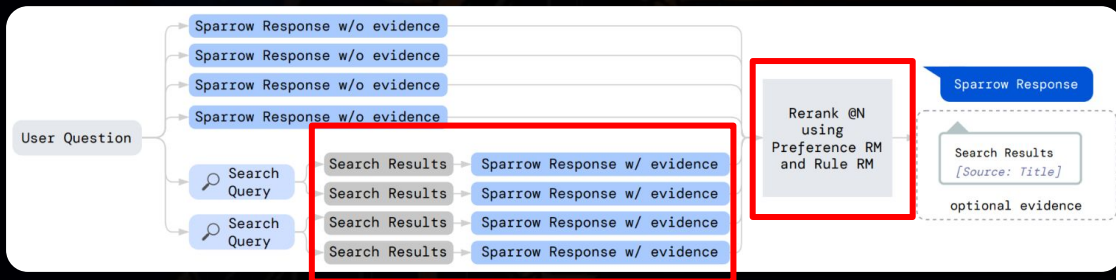 User Question
Sparrow Response w/o evidence
Sparrow Response w/o evidence
Sparrow Response w/o evidence
Sparrow Response w/o evidence
Search
Query
Search
Query
Search Results
Sparrow Response w/ evidence
Search Results
Sparrow Response w/ evidence
Search Results
Sparrow Response w/ evidence
Search Results
Sparrow Response w/ evidence
Rerank @N
using
Preference RM
and Rule RM
Sparrow Response
Search Results
[Source: Title]
optional evidence